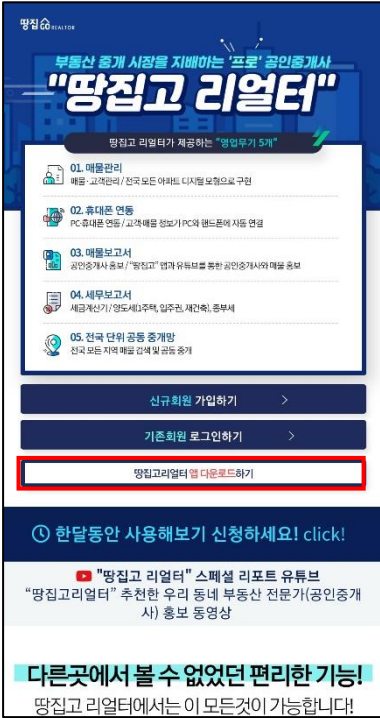 땅집GO REALTOR
부동산 중개 시장을 지배하는 '프로' 공인중개사
"땅집고 리얼터"
땅집고 리얼터가 제공하는 "영업무기 5개"
01. 매물관리
매물·고객관리/전국 모든 아파트 디지털 모형으로 구현
02. 휴대폰 연동
PC·휴대폰 연동/고객·매물 정보가 PC와 핸드폰에 자동 연결
03. 매물보고서
공인중개사 홍보/"땅집고" 앱과 유튜브를 통한 공인중개사와 매물 홍보
04. 세무보고서
세금계산기/양도세(1주택, 입주권, 재건축), 종부세
05. 전국 단위 공동 중개망
전국 모든 지역 매물 검색 및 공동 중개
신규회원 가입하기 >
기존회원 로그인하기 >
땅집고리얼터 앱 다운로드하기
한달동안 사용해보기 신청하세요! click!
"땅집고 리얼터" 스페셜 리포트 유튜브
“땅집고리얼터” 추천한 우리 동네 부동산 전문가(공인중개
사) 홍보 동영상
다른곳에서 볼 수 없었던 편리한 기능!
땅집고 리얼터에서는 이 모든것이 가능합니다!